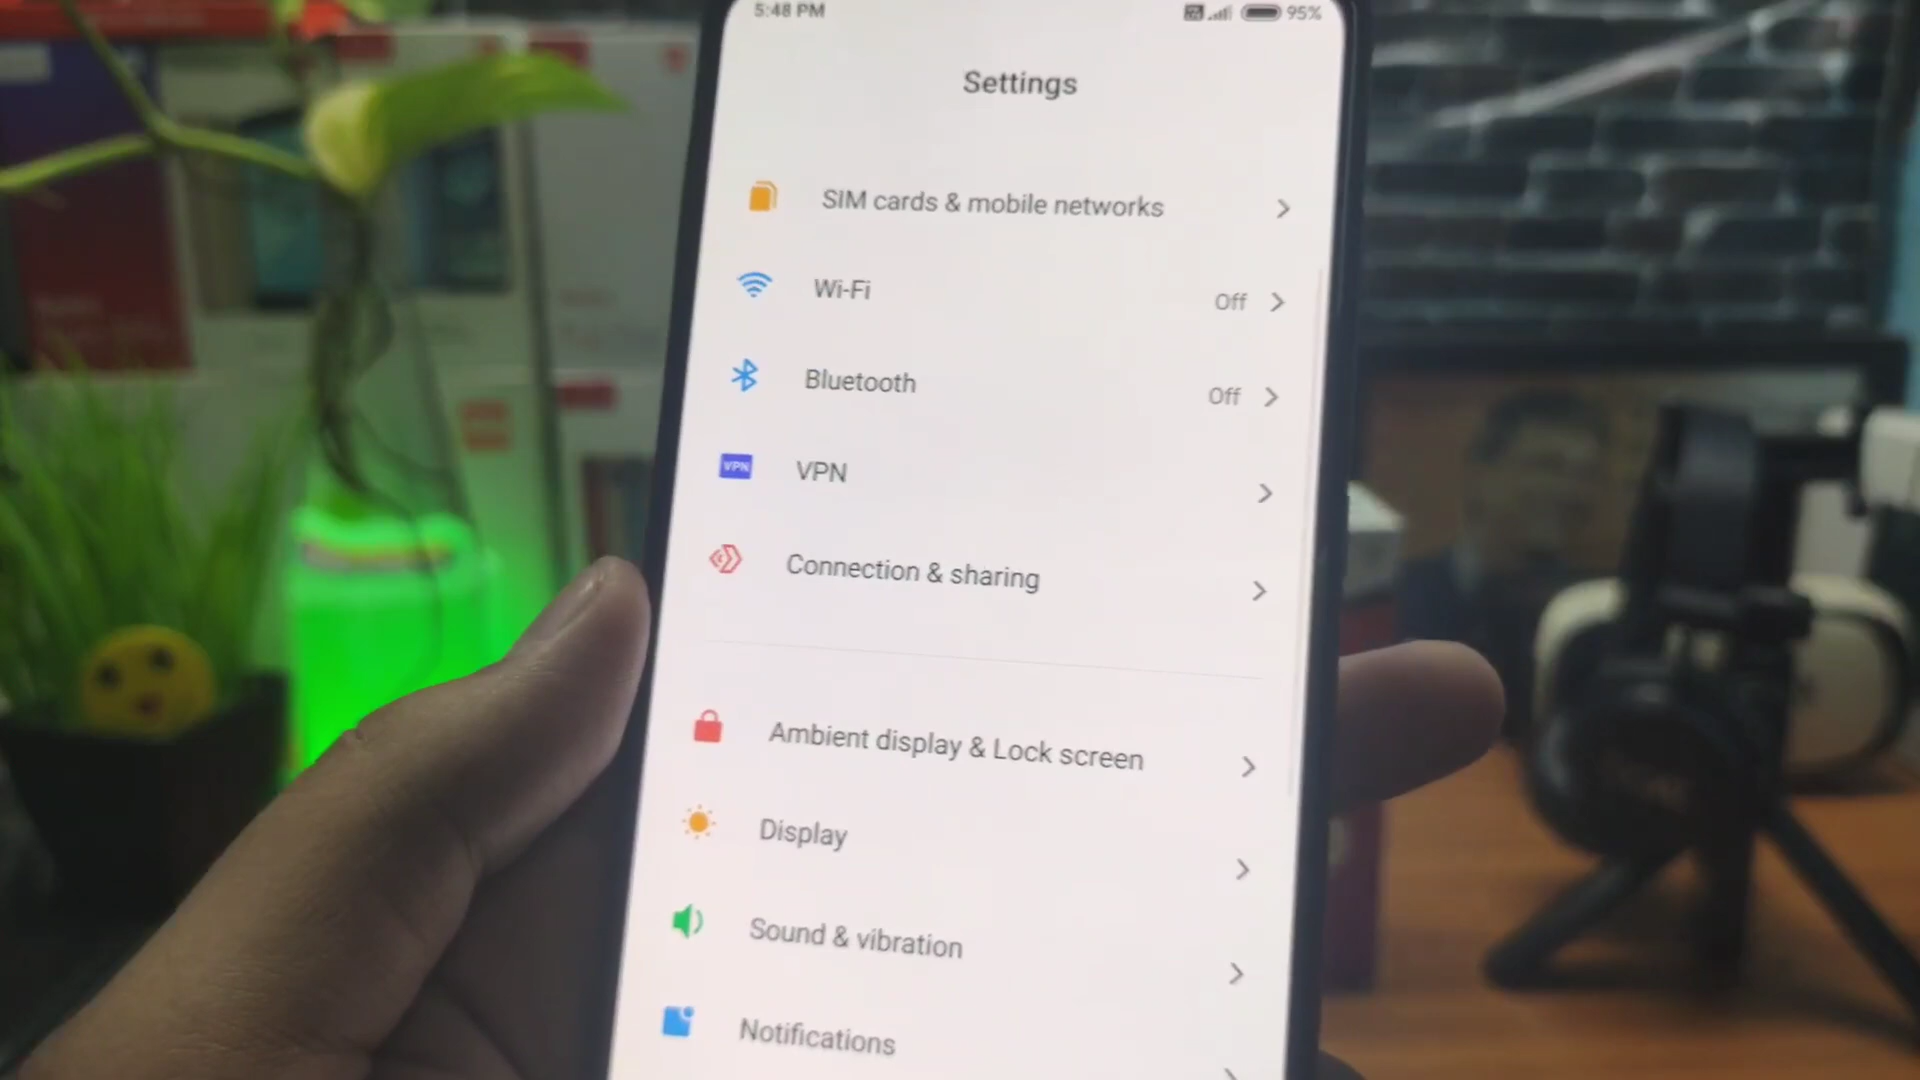 5:48 PM 95%
Settings
SIM cards & mobile networks
Wi-Fi Off
Bluetooth Off
VPN VPN
Connection & sharing
Ambient display & Lock screen
Display
Sound & vibration
Notifications